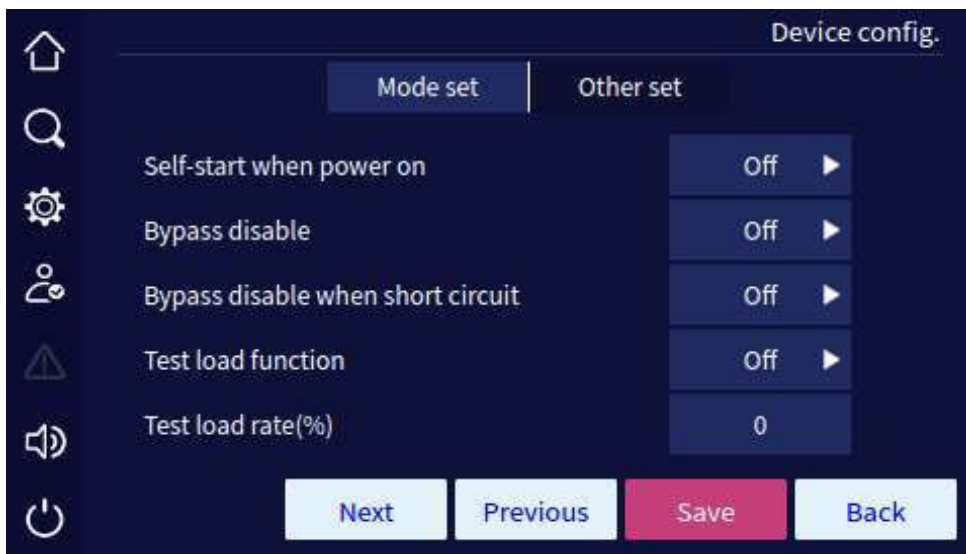 Device config.
Mode set Other set
Self-start when power on Off
Bypass disable Off
Bypass disable when short circuit Off
Test load function Off
Test load rate(%) 0
Next Previous Save Back